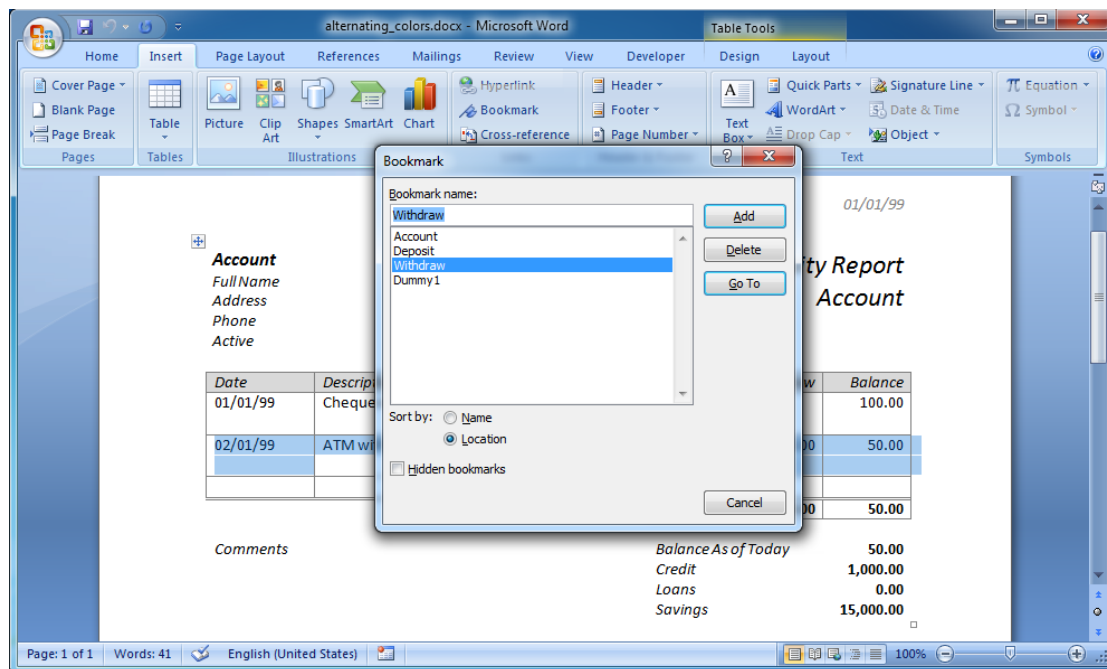 alternating_colors.docx - Microsoft Word
Table Tools
Home Insert Page Layout References Mailings Review View Developer Design Layout
Cover Page
Blank Page
Page Break
Pages
Table
Tables
Picture
Clip
Art
Shapes
SmartArt
Chart
Illustrations
Hyperlink
Bookmark
Cross-reference
Header
Footer
Page Number
A
Text
Box
Quick Parts
WordArt
Drop Cap
Signature Line
Date & Time
Object
Text
π Equation
Ω Symbol
Symbols
Bookmark
Bookmark name:
Withdraw
Account
Deposit
Withdraw
Dummy1
Add
Delete
Go To
Sort by:
Name
Location
Hidden bookmarks
Cancel
01/01/99
ity Report
Account
Account
Full Name
Address
Phone
Active
Date Descrip w Balance
01/01/99 Cheque 100.00
02/01/99 ATM wi 00 50.00
00 50.00
Comments
Balance As of Today 50.00
Credit 1,000.00
Loans 0.00
Savings 15,000.00
Page: 1 of 1 Words: 41 English (United States) 100%